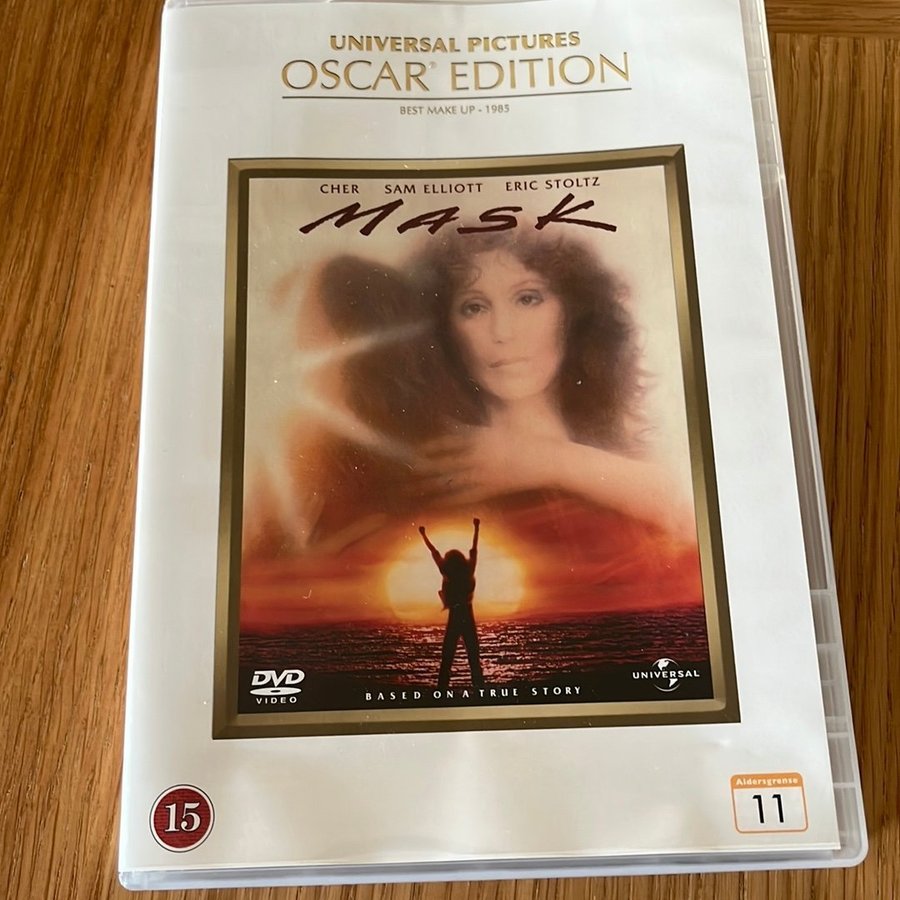 UNIVERSAL PICTURES
OSCAR® EDITION
BEST MAKE UP - 1985
CHER SAM ELLIOTT ERIC STOLTZ
MASK
DVD
VIDEO
BASED ON A TRUE STORY
UNIVERSAL
15
Aldersgrense
11